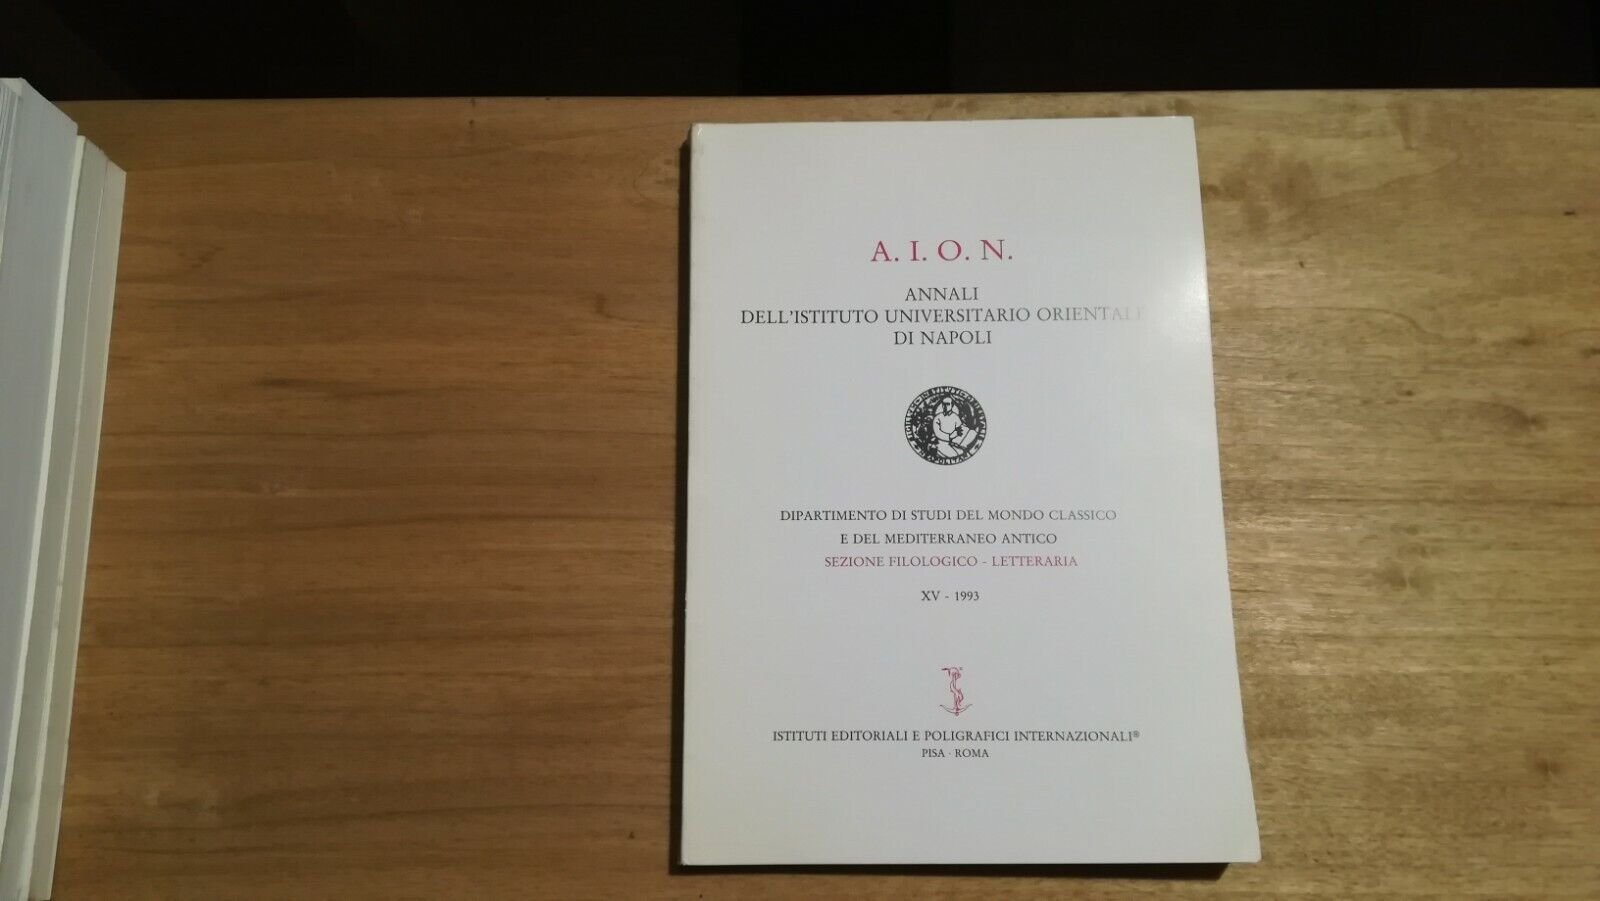 A. I. O. N.
ANNALI
DELL'ISTITUTO UNIVERSITARIO ORIENTALE
DI NAPOLI
DIPARTIMENTO DI STUDI DEL MONDO CLASSICO
E DEL MEDITERRANEO ANTICO
SEZIONE FILOLOGICO - LETTERARIA
XV - 1993
ISTITUTI EDITORIALI E POLIGRAFICI INTERNAZIONALI®
PISA · ROMA